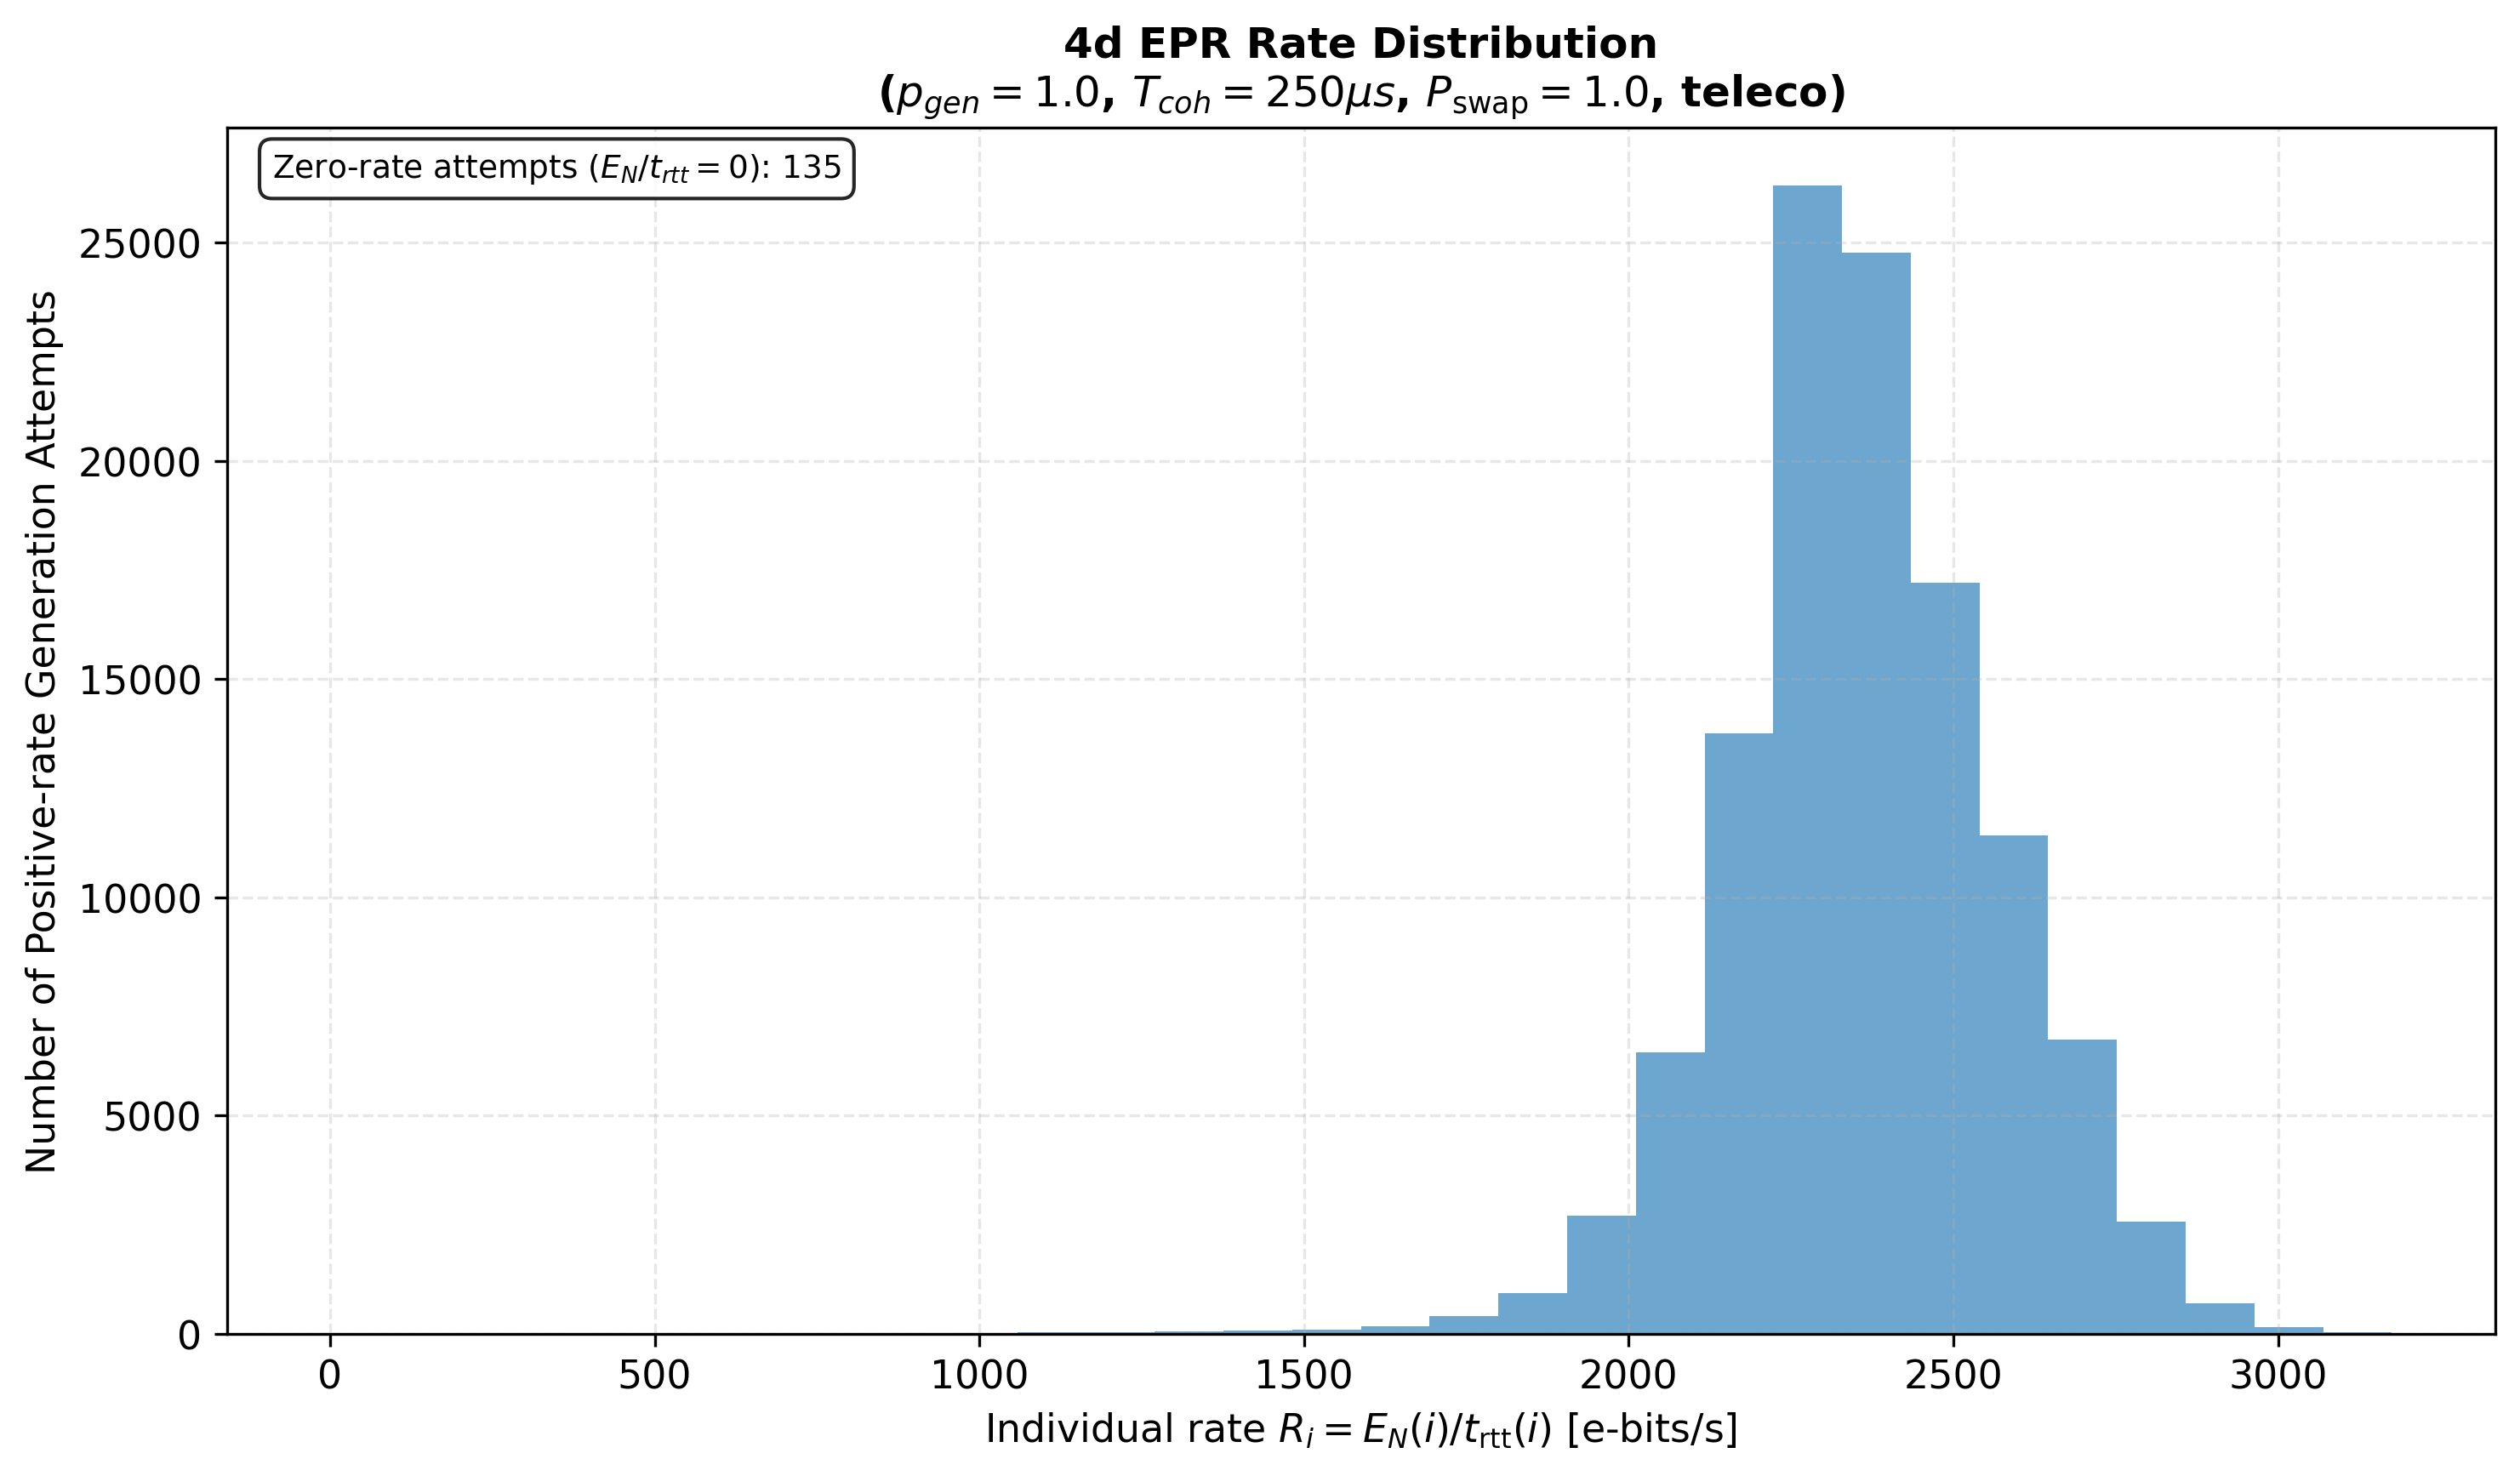 4d EPR Rate Distribution
(p_gen = 1.0, T_coh = 250μs, P_swap = 1.0, teleco)
Zero-rate attempts (E_N/t_rtt = 0): 135
Number of Positive-rate Generation Attempts
25000
20000
15000
10000
5000
0
0 500 1000 1500 2000 2500 3000
Individual rate R_i = E_N(i)/t_rtt(i) [e-bits/s]